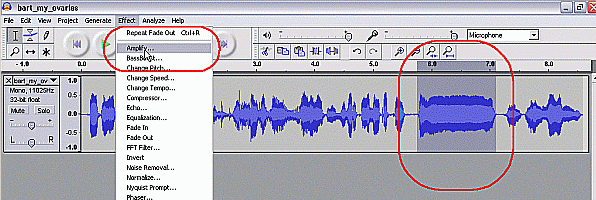 bart_my_ovaries
File Edit View Project Generate Effect Analyze Help
Repeat Fade Out Ctrl+R
Amplify...
BassBoost...
Change Pitch...
Change Speed...
Change Tempo...
Compressor...
Echo...
Equalization...
Fade In
Fade Out
FFT Filter...
Invert
Noise Removal...
Normalize...
Nyquist Prompt...
Phaser...
Microphone
-1.0 0 5.0 6.0 7.0 8.0
bart_my_ov
Mono, 11025Hz
32-bit float
Mute Solo
- +
L R
1.0
0.5
0.0
-0.5
-1.0